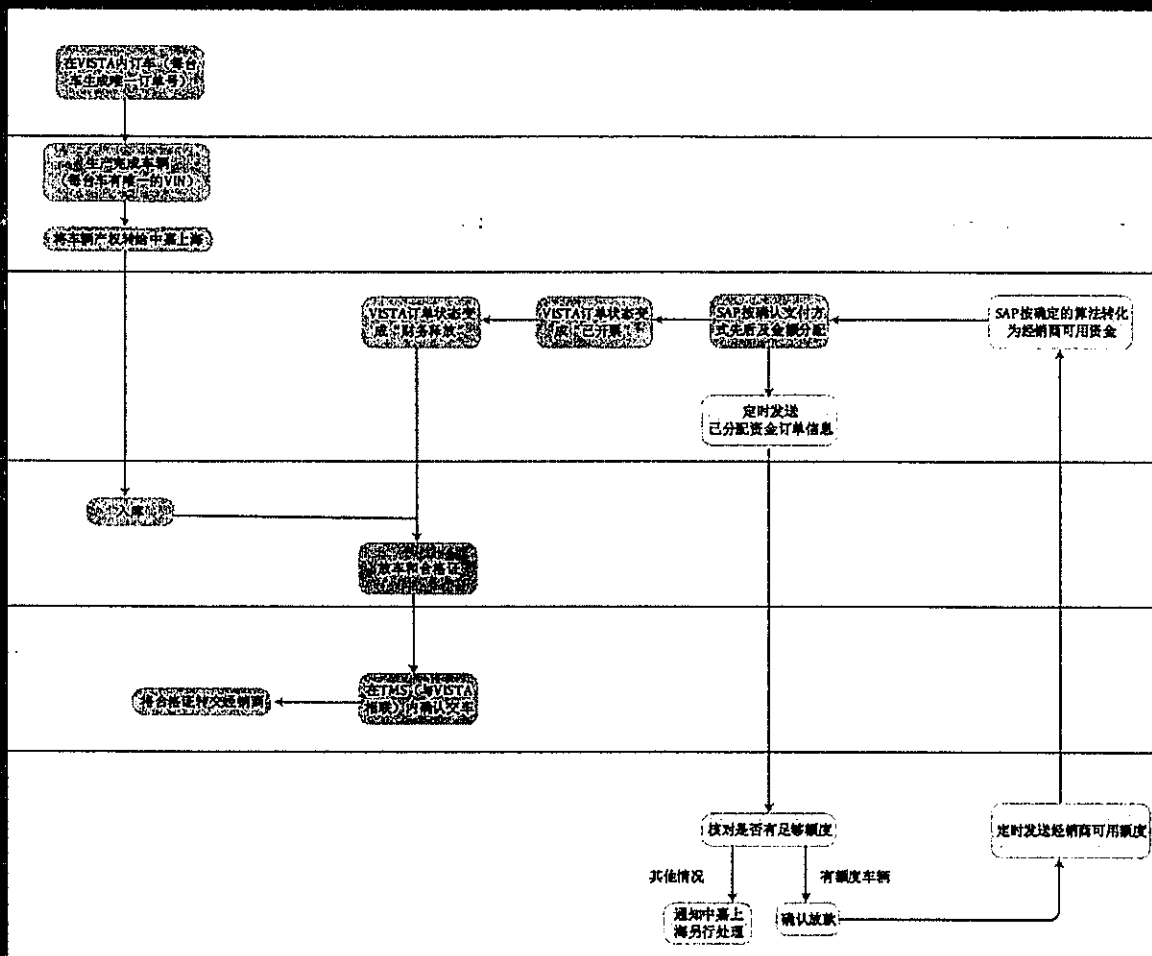 在VISTA内订车（每台
车生成唯一订单号）
生产完成车辆
（每台车有唯一的VIN）
将车辆产权转给中嘉上海
VISTA订单状态变
成“财务释放”
VISTA订单状态变
成“已开票”
SAP按确认支付方
式先后及金额分配
SAP按确定的算法转化
为经销商可用资金
定时发送
已分配资金订单信息
入库
放车和合格证
在TMS（与VISTA
相联）内确认交车
将合格证转交经销商
核对是否有足够额度
定时发送经销商可用额度
其他情况
有额度车辆
通知中嘉上
海另行处理
确认放款